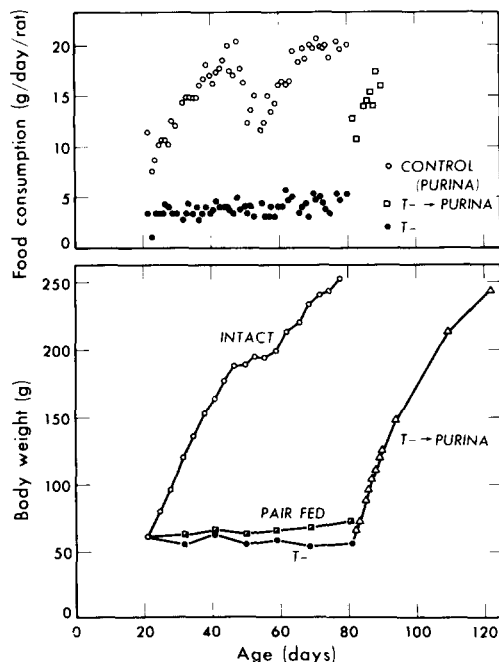 Food consumption (g/day/rat)
20
15
10
5
0
CONTROL
(PURINA)
T- → PURINA
T-
Body weight (g)
250
200
150
100
50
0
INTACT
T- → PURINA
PAIR FED
T-
0
20
40
60
80
100
120
Age (days)